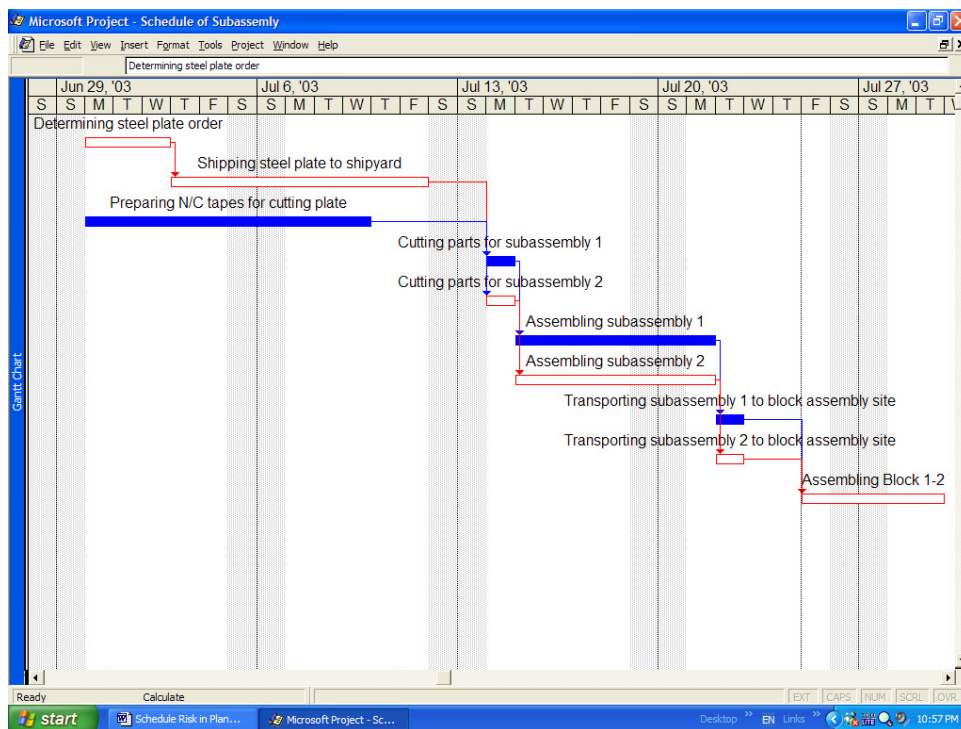 Microsoft Project - Schedule of Subassemly
File Edit View Insert Format Tools Project Window Help
Determining steel plate order
Jun 29, '03 Jul 6, '03 Jul 13, '03 Jul 20, '03 Jul 27, '03
S S M T W T F S S M T W T F S S M T W T F S S M T W T F S S M T
Determining steel plate order
Shipping steel plate to shipyard
Preparing N/C tapes for cutting plate
Cutting parts for subassembly 1
Cutting parts for subassembly 2
Assembling subassembly 1
Assembling subassembly 2
Transporting subassembly 1 to block assembly site
Transporting subassembly 2 to block assembly site
Assembling Block 1-2
Gantt Chart
Ready Calculate EXT CAPS NUM SCRL OVR
start Schedule Risk in Plan... Microsoft Project - Sc... Desktop » EN Links » 10:57 PM